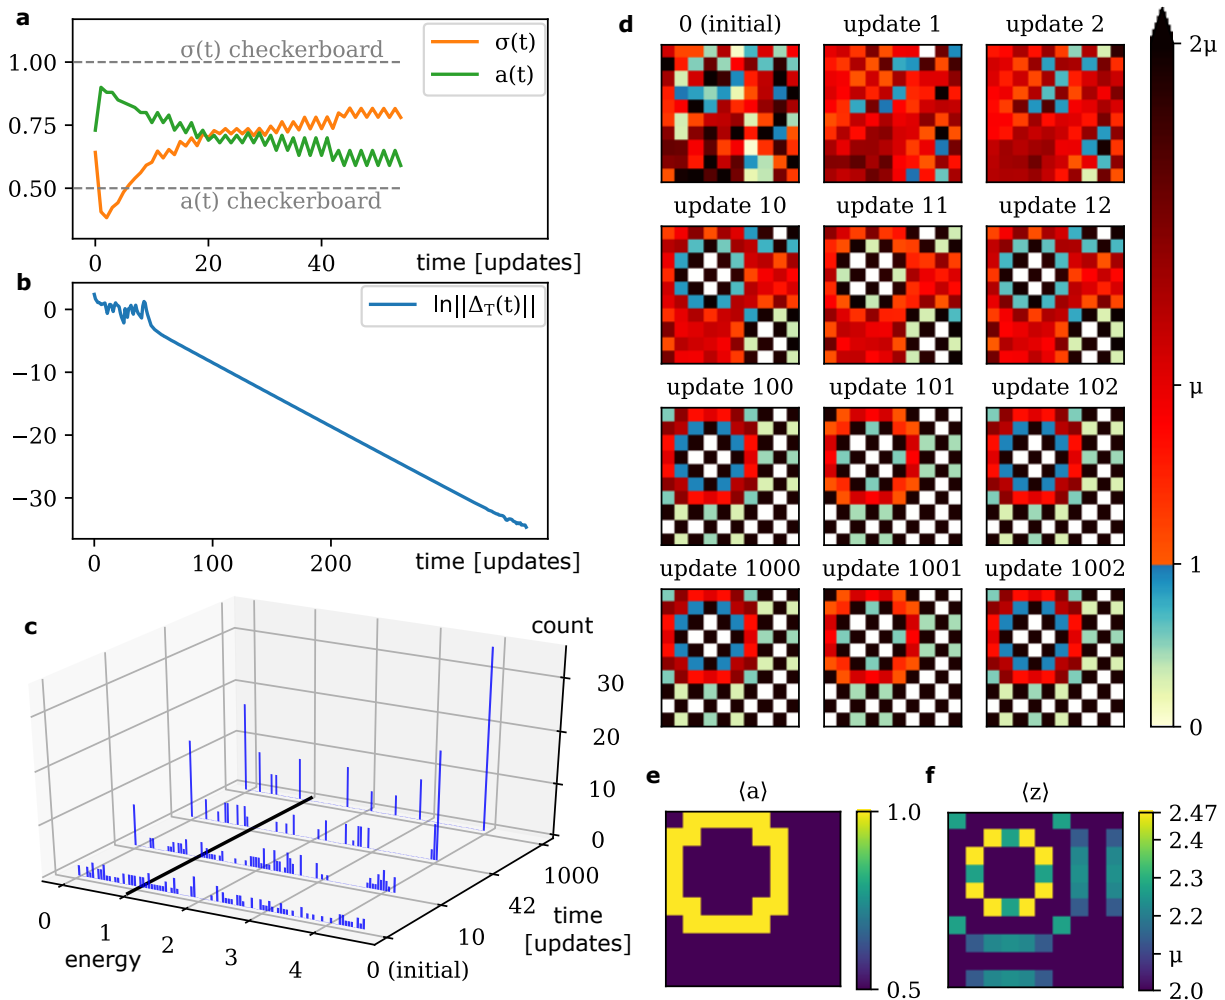 a
σ(t) checkerboard
σ(t)
a(t)
1.00
0.75
0.50
a(t) checkerboard
0
20
40
time [updates]
b
ln||Δ_T(t)||
0
−10
−20
−30
0
100
200
time [updates]
c
count
30
20
10
0
1000
42
10
0 (initial)
time
[updates]
0
1
2
3
4
energy
d
0 (initial)
update 1
update 2
update 10
update 11
update 12
update 100
update 101
update 102
update 1000
update 1001
update 1002
2μ
μ
1
0
e
⟨a⟩
1.0
0.5
f
⟨z⟩
2.47
2.4
2.3
2.2
μ
2.0